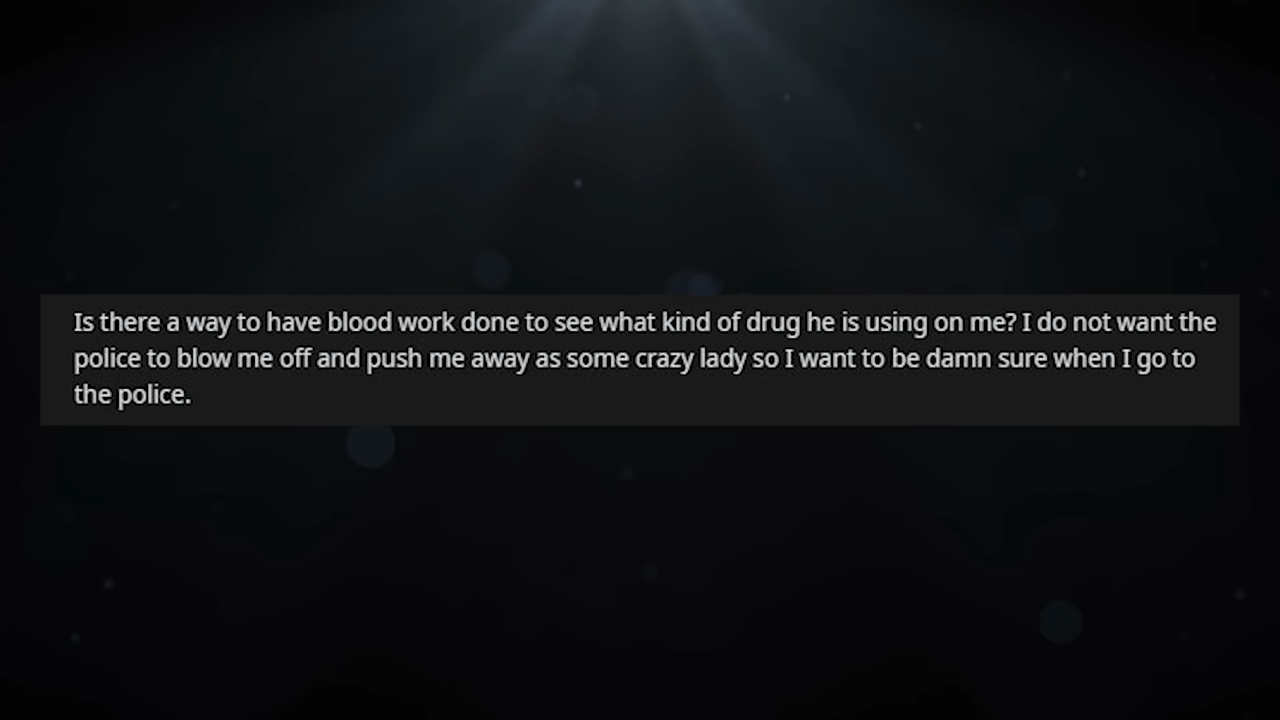 Is there a way to have blood work done to see what kind of drug he is using on me? I do not want the
police to blow me off and push me away as some crazy lady so I want to be damn sure when I go to
the police.